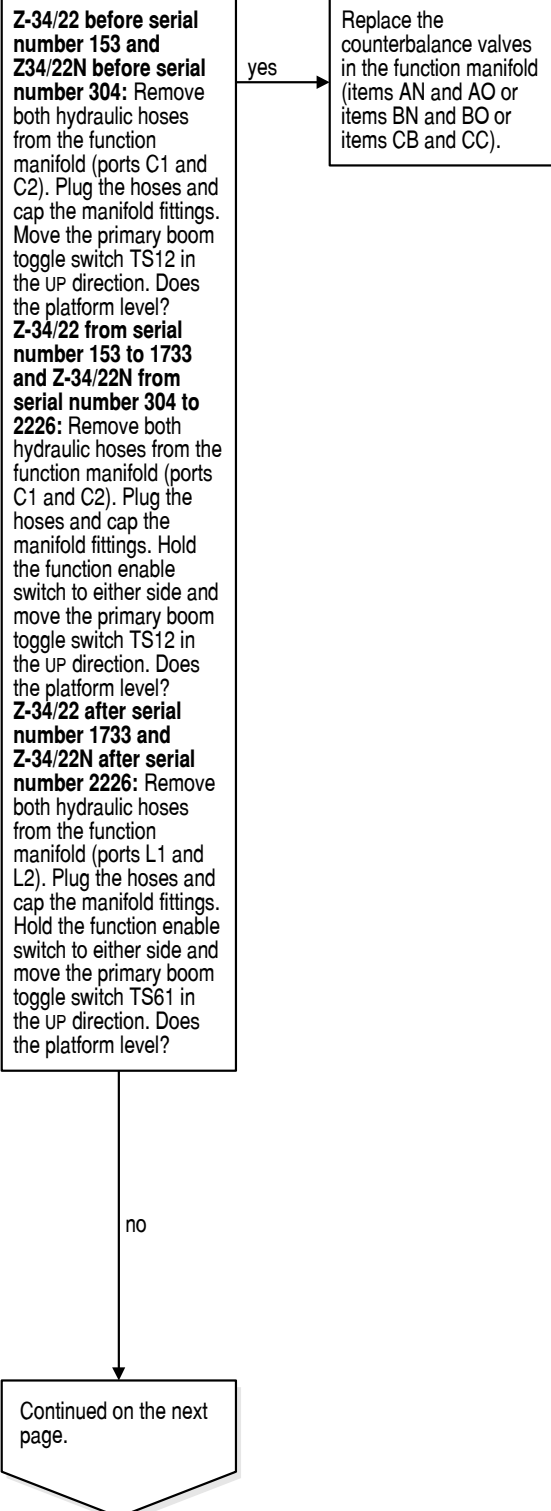 Z-34/22 before serial
number 153 and
Z34/22N before serial
number 304: Remove
both hydraulic hoses
from the function
manifold (ports C1 and
C2). Plug the hoses and
cap the manifold fittings.
Move the primary boom
toggle switch TS12 in
the UP direction. Does
the platform level?
Z-34/22 from serial
number 153 to 1733
and Z-34/22N from
serial number 304 to
2226: Remove both
hydraulic hoses from the
function manifold (ports
C1 and C2). Plug the
hoses and cap the
manifold fittings. Hold
the function enable
switch to either side and
move the primary boom
toggle switch TS12 in
the UP direction. Does
the platform level?
Z-34/22 after serial
number 1733 and
Z-34/22N after serial
number 2226: Remove
both hydraulic hoses
from the function
manifold (ports L1 and
L2). Plug the hoses and
cap the manifold fittings.
Hold the function enable
switch to either side and
move the primary boom
toggle switch TS61 in
the UP direction. Does
the platform level?
yes
Replace the
counterbalance valves
in the function manifold
(items AN and AO or
items BN and BO or
items CB and CC).
no
Continued on the next
page.